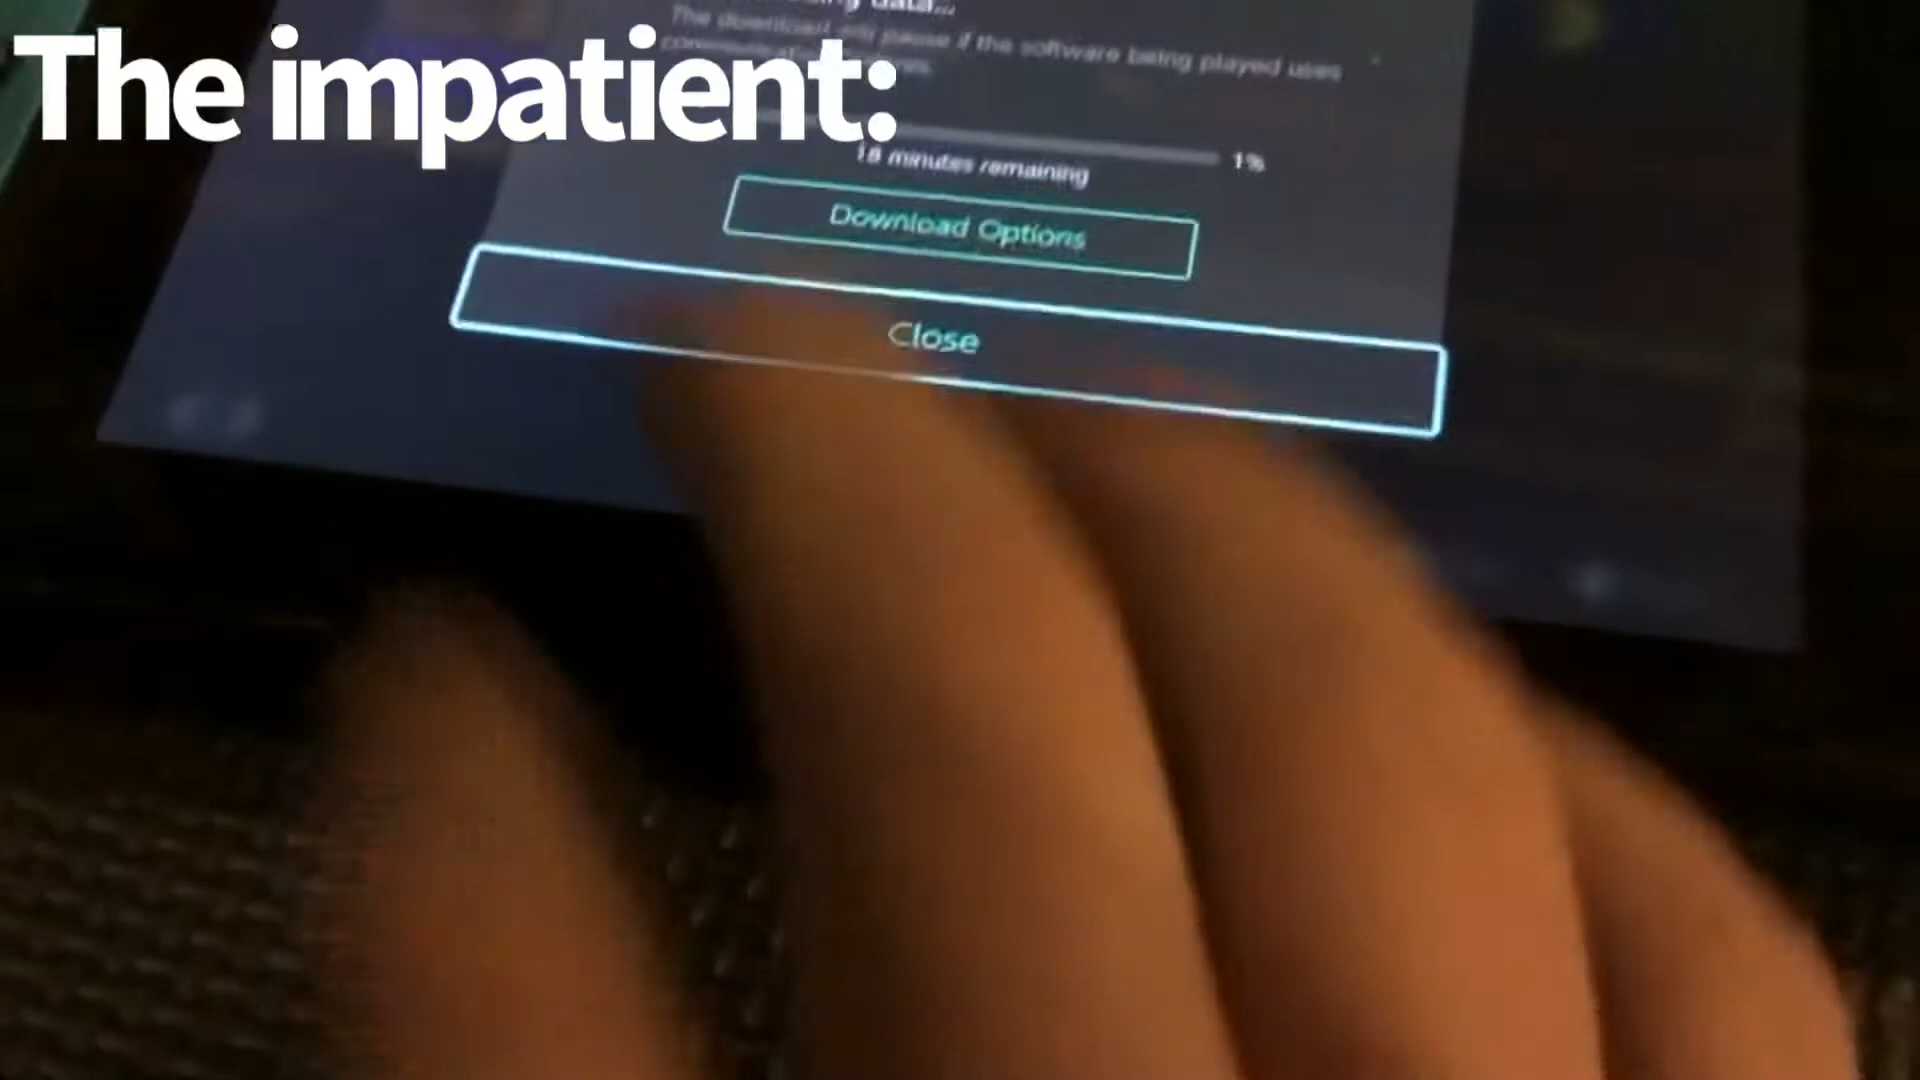 The impatient:
data...
The download will pause if the software being played uses
1%
18 minutes remaining
Download Options
Close